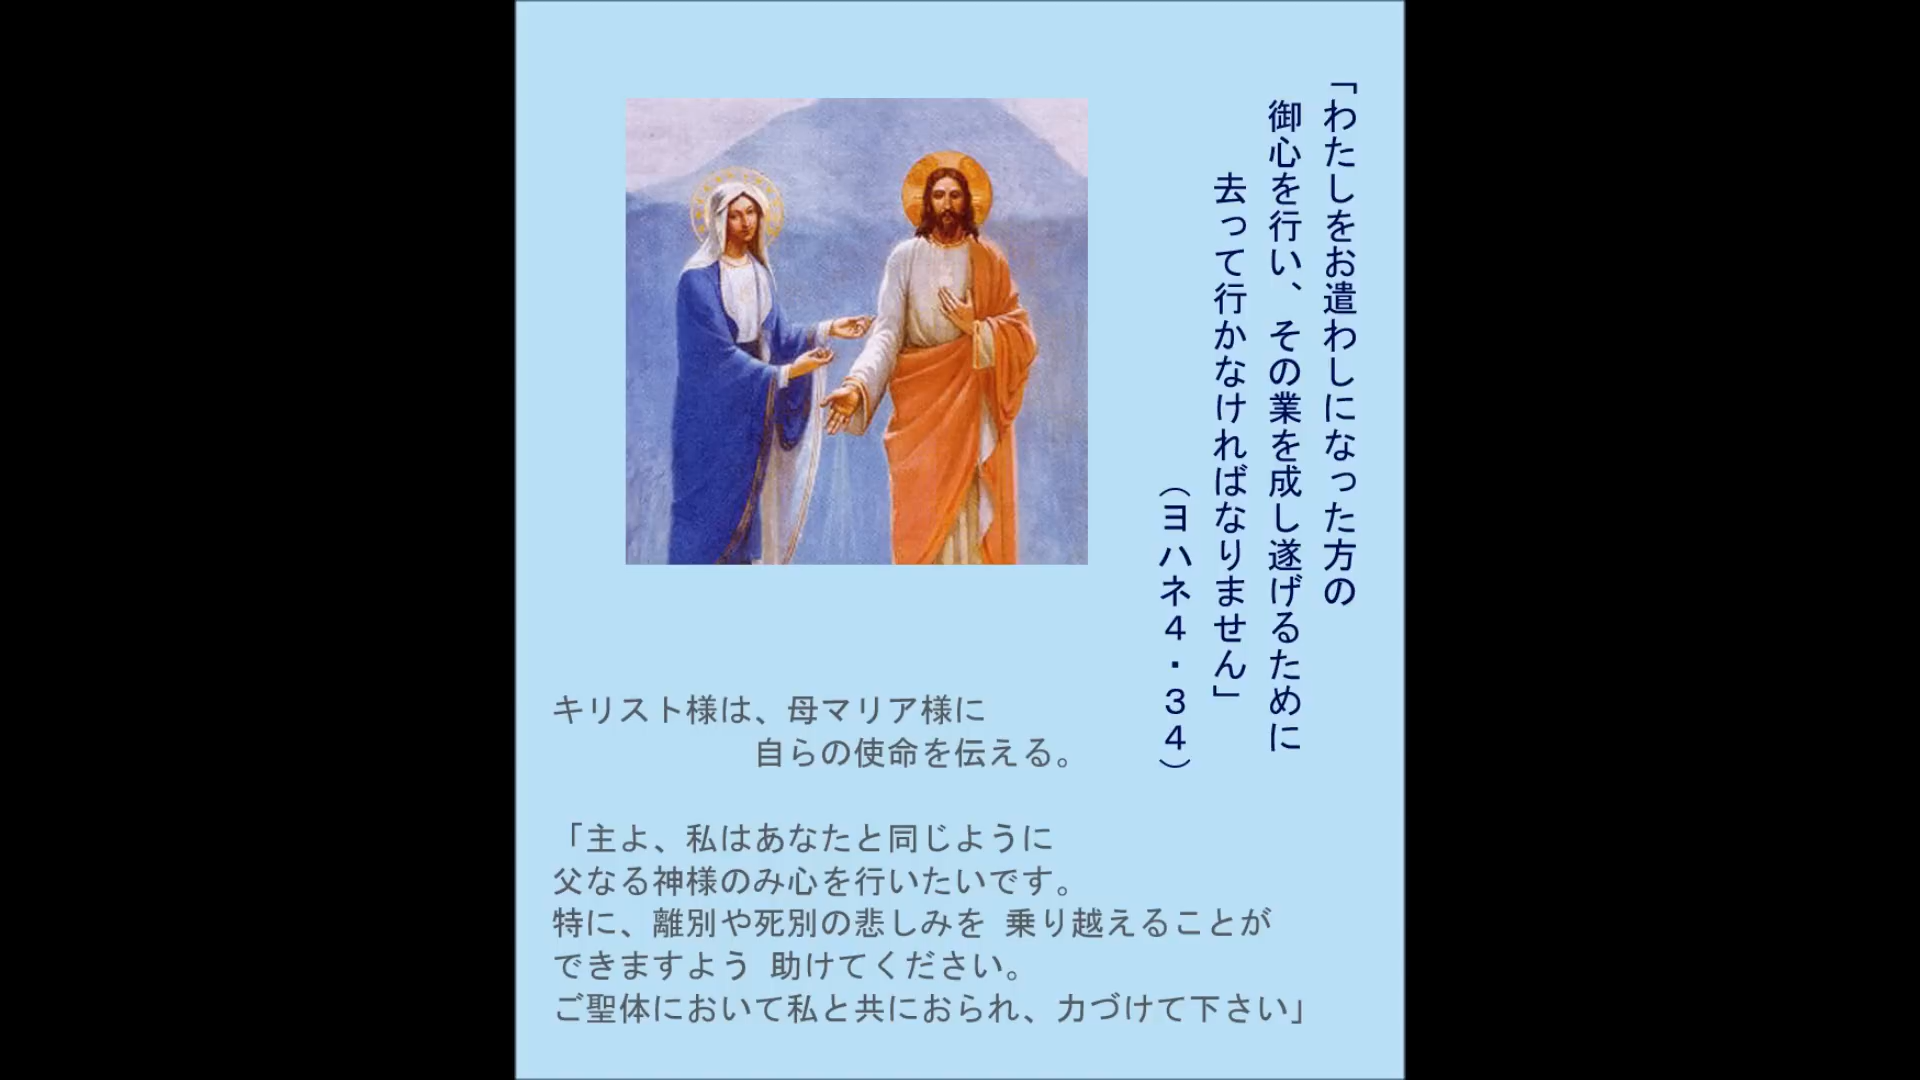 「わたしをお遣わしになった方の
御心を行い、その業を成し遂げるために
去って行かなければなりません」
（ヨハネ４・３４）
キリスト様は、母マリア様に
自らの使命を伝える。
「主よ、私はあなたと同じように
父なる神様のみ心を行いたいです。
特に、離別や死別の悲しみを 乗り越えることが
できますよう 助けてください。
ご聖体において私と共におられ、力づけて下さい」